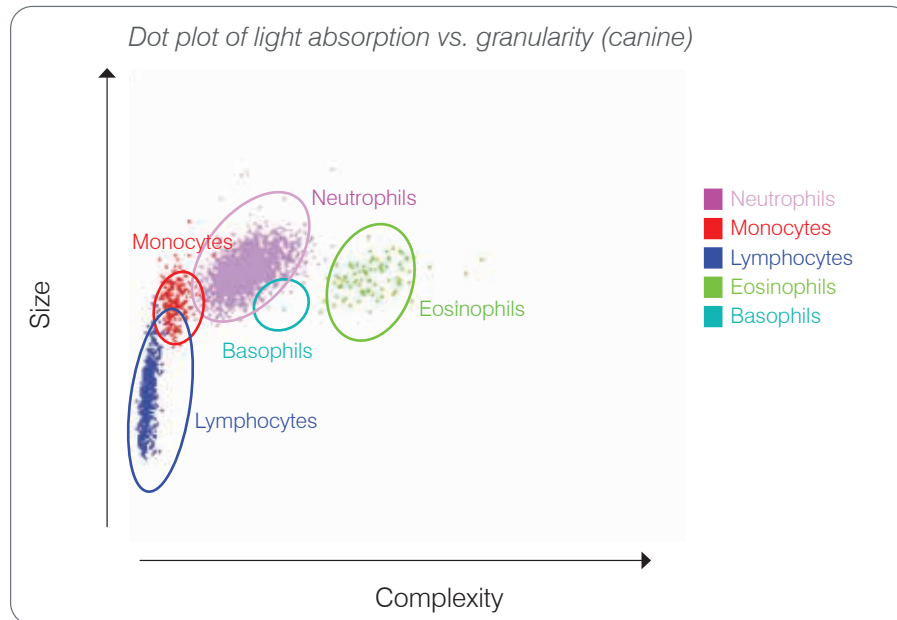 Dot plot of light absorption vs. granularity (canine)
Neutrophils
Monocytes
Eosinophils
Basophils
Lymphocytes
Size
Complexity
Neutrophils
Monocytes
Lymphocytes
Eosinophils
Basophils